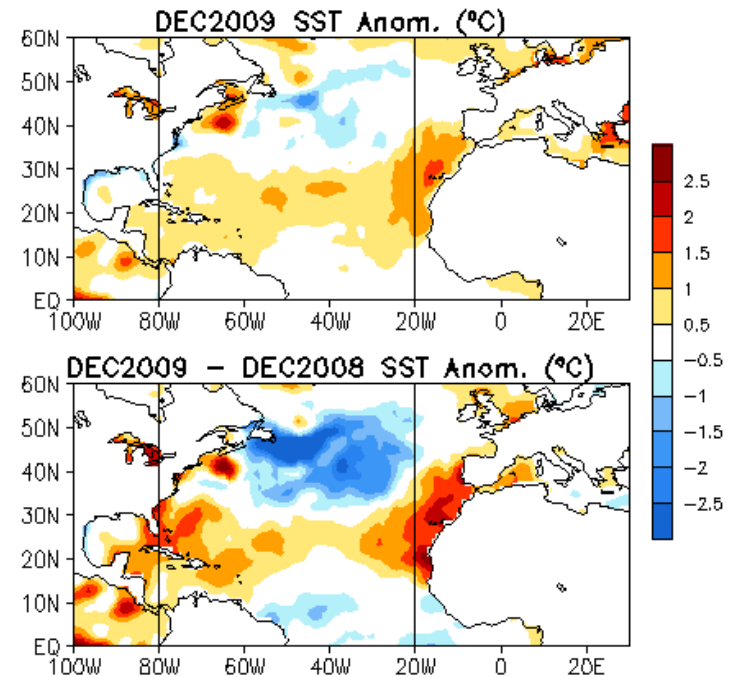 DEC2009 SST Anom. (ºC)
60N
50N
40N
30N
20N
10N
EQ
100W 80W 60W 40W 20W 0 20E
DEC2009 – DEC2008 SST Anom. (ºC)
60N
50N
40N
30N
20N
10N
EQ
100W 80W 60W 40W 20W 0 20E
2.5
2
1.5
1
0.5
−0.5
−1
−1.5
−2
−2.5